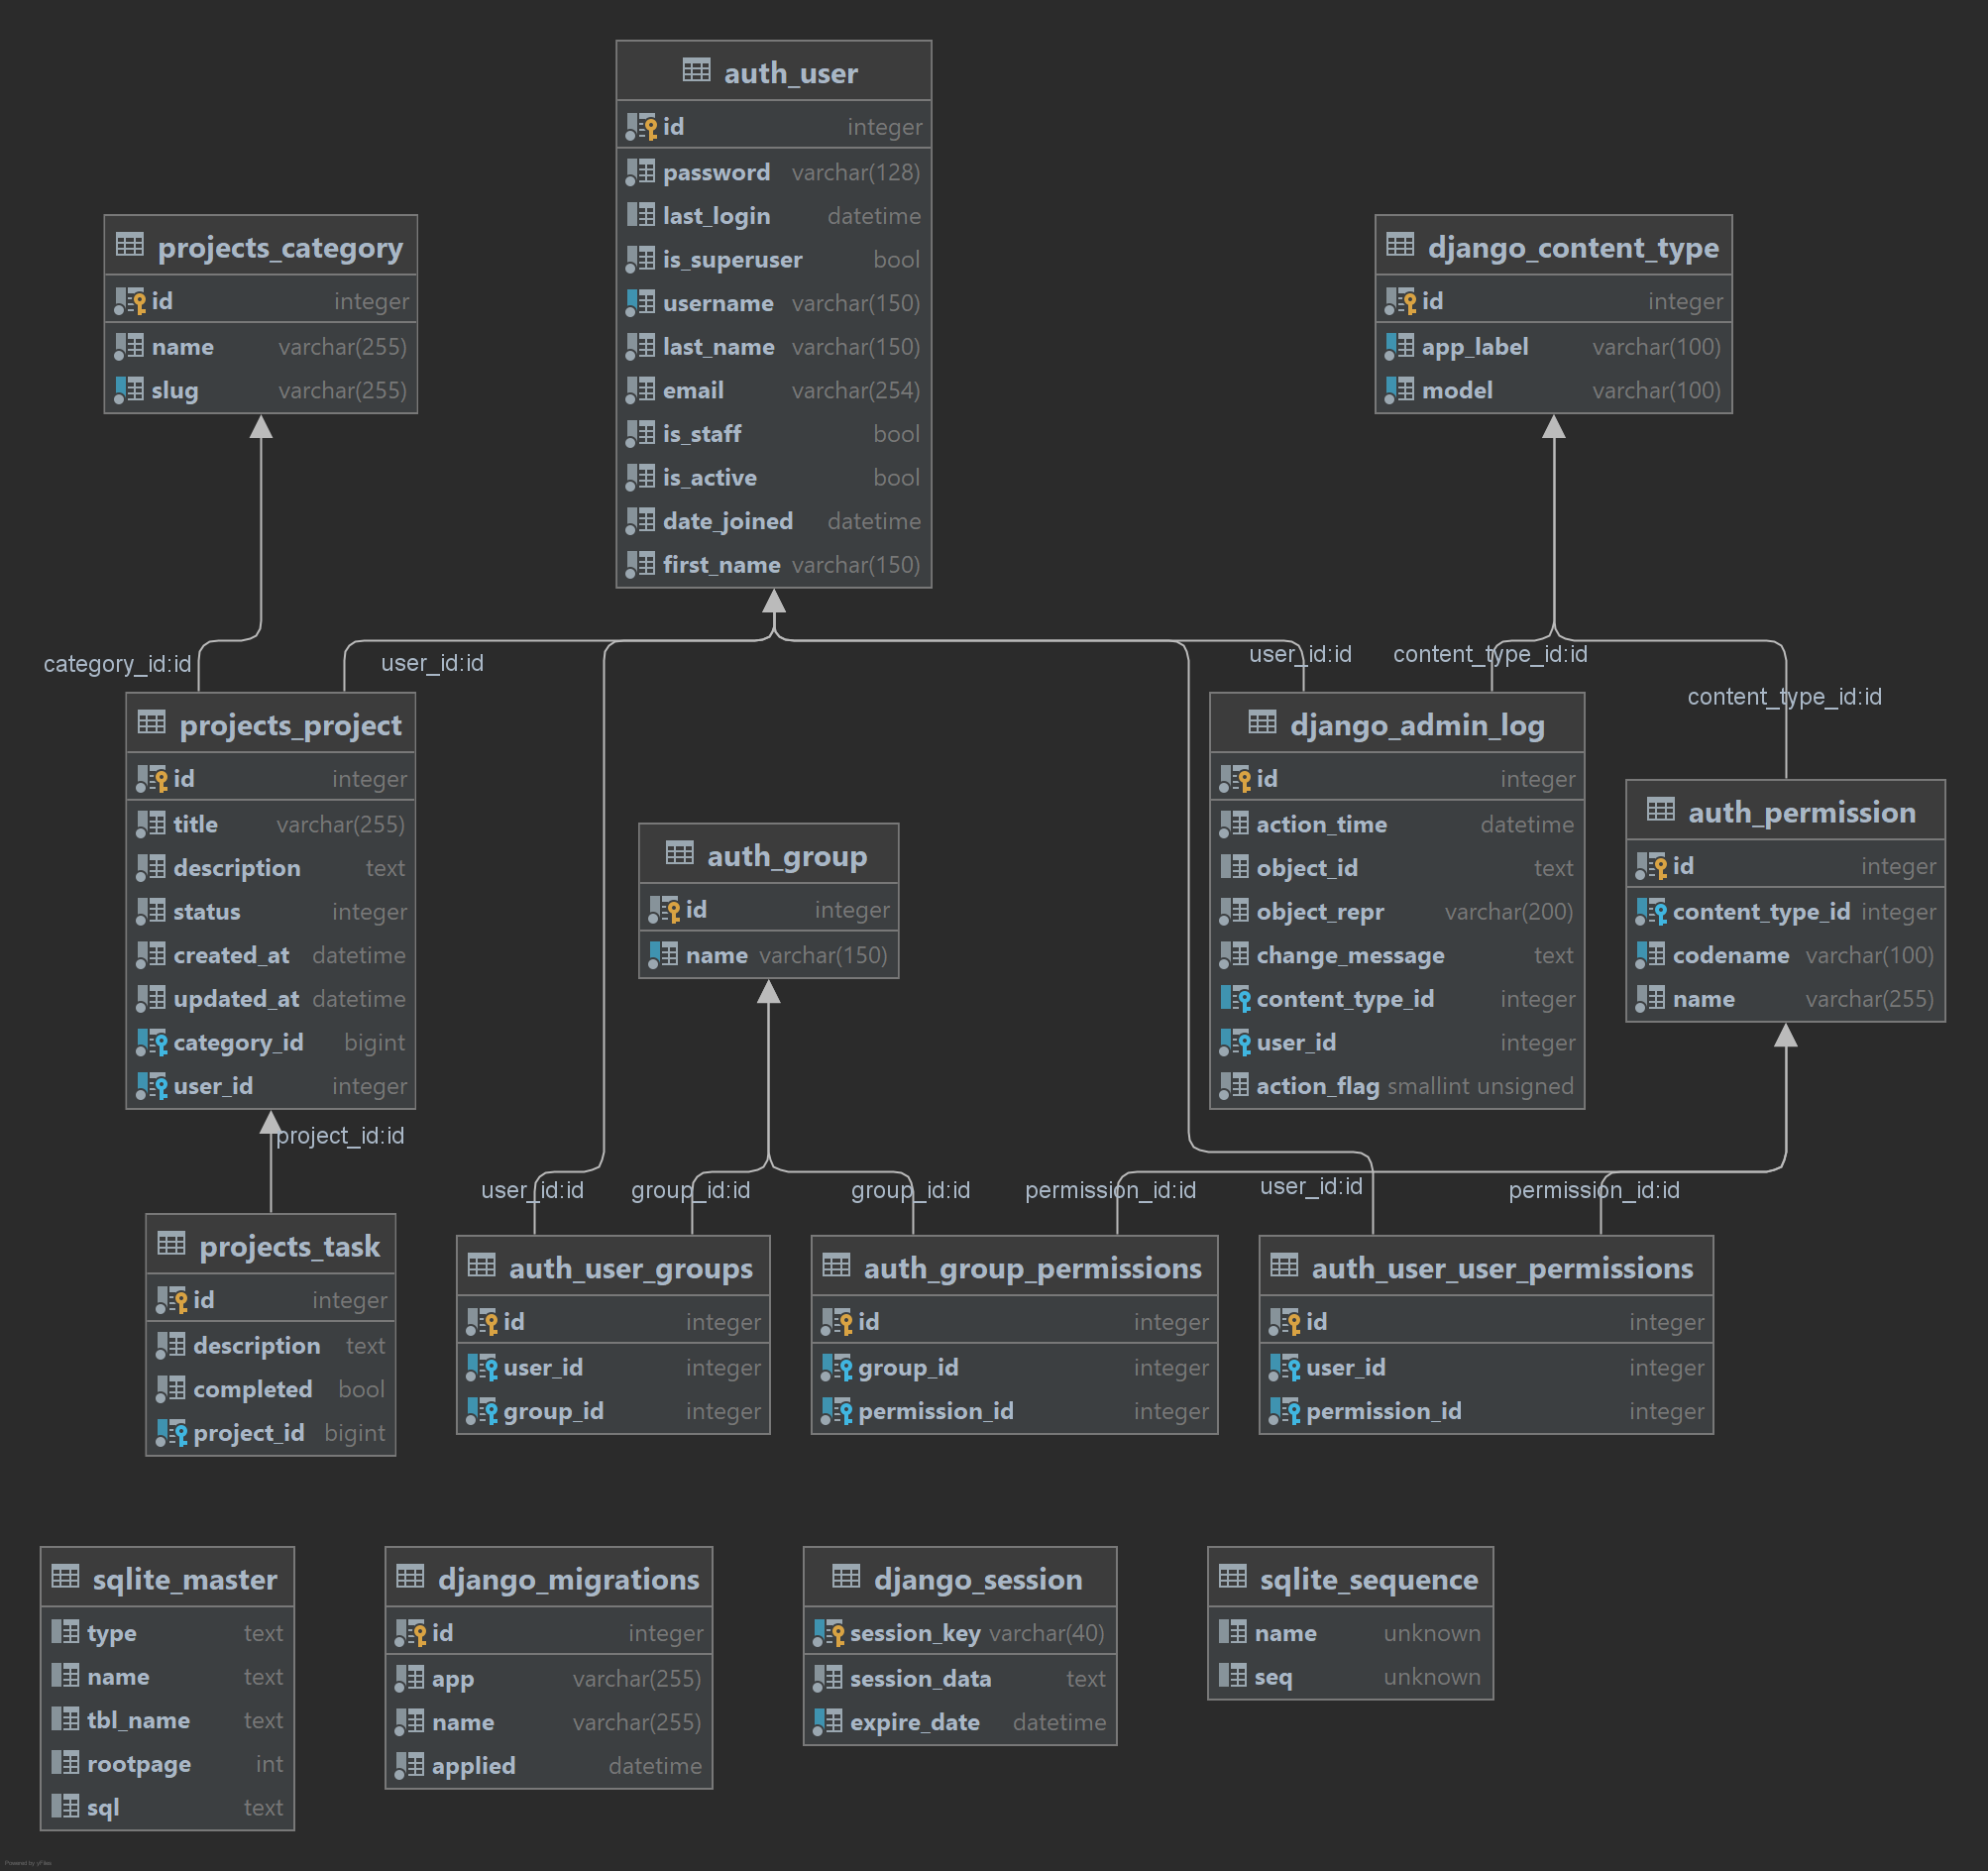 auth_user
id integer
password varchar(128)
last_login datetime
is_superuser bool
username varchar(150)
last_name varchar(150)
email varchar(254)
is_staff bool
is_active bool
date_joined datetime
first_name varchar(150)
projects_category
id integer
name varchar(255)
slug varchar(255)
django_content_type
id integer
app_label varchar(100)
model varchar(100)
category_id:id
user_id:id
user_id:id
content_type_id:id
content_type_id:id
projects_project
id integer
title varchar(255)
description text
status integer
created_at datetime
updated_at datetime
category_id bigint
user_id integer
auth_group
id integer
name varchar(150)
django_admin_log
id integer
action_time datetime
object_id text
object_repr varchar(200)
change_message text
content_type_id integer
user_id integer
action_flag smallint unsigned
auth_permission
id integer
content_type_id integer
codename varchar(100)
name varchar(255)
project_id:id
user_id:id
group_id:id
group_id:id
permission_id:id
user_id:id
permission_id:id
projects_task
id integer
description text
completed bool
project_id bigint
auth_user_groups
id integer
user_id integer
group_id integer
auth_group_permissions
id integer
group_id integer
permission_id integer
auth_user_user_permissions
id integer
user_id integer
permission_id integer
sqlite_master
type text
name text
tbl_name text
rootpage int
sql text
django_migrations
id integer
app varchar(255)
name varchar(255)
applied datetime
django_session
session_key varchar(40)
session_data text
expire_date datetime
sqlite_sequence
name unknown
seq unknown
Powered by yFiles